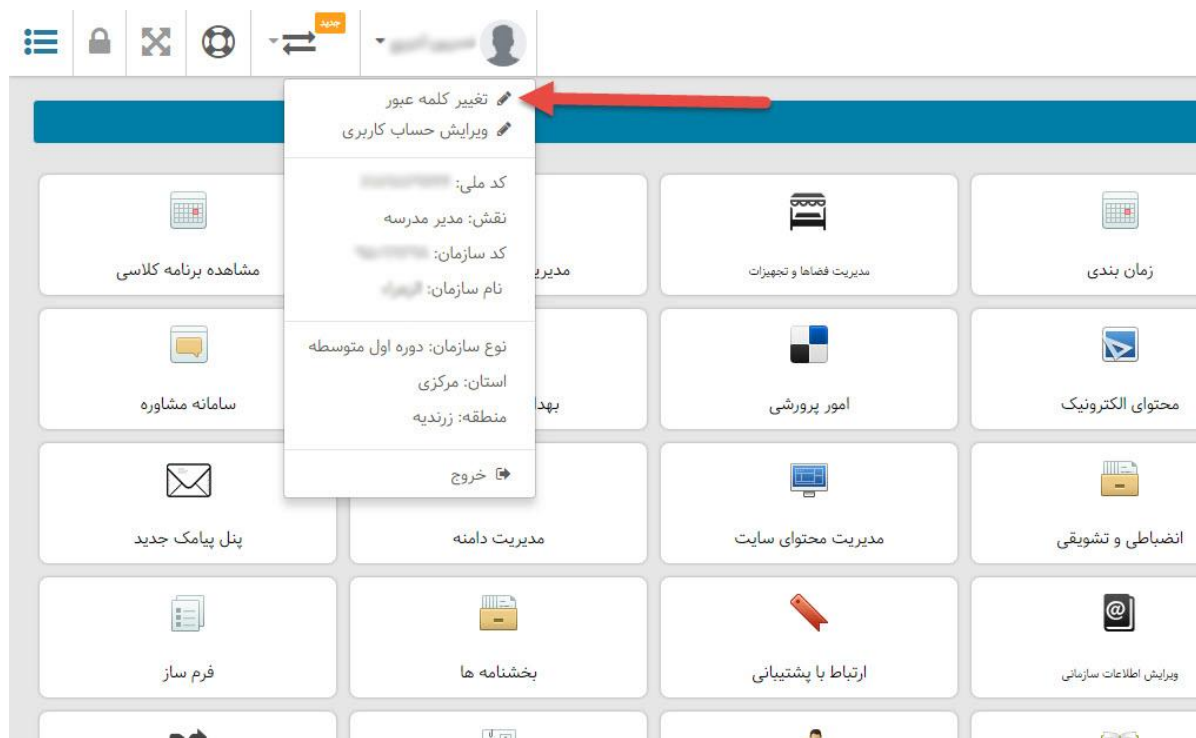 جدید
تغییر کلمه عبور
ویرایش حساب کاربری
کد ملی:
نقش: مدیر مدرسه
کد سازمان:
نام سازمان:
نوع سازمان: دوره اول متوسطه
استان: مرکزی
منطقه: زرندیه
خروج
زمان بندی
مدیریت فضاها و تجهیزات
مشاهده برنامه کلاسی
محتوای الکترونیک
امور پرورشی
سامانه مشاوره
انضباطی و تشویقی
مدیریت محتوای سایت
مدیریت دامنه
پنل پیامک جدید
ویرایش اطلاعات سازمانی
ارتباط با پشتیبانی
بخشنامه ها
فرم ساز